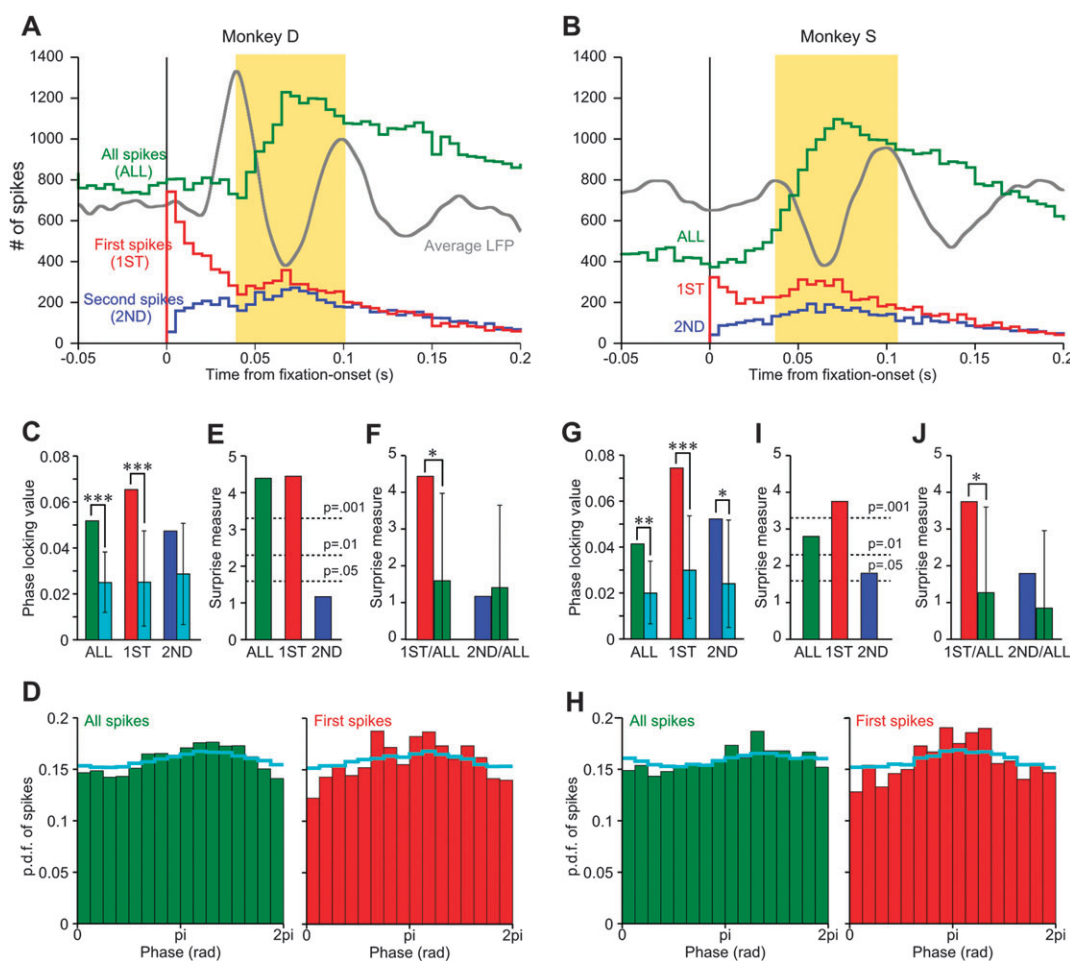 A
Monkey D
1400
1200
1000
800
600
400
200
0
# of spikes
All spikes
(ALL)
First spikes
(1ST)
Second spikes
(2ND)
Average LFP
-0.05 0 0.05 0.1 0.15 0.2
Time from fixation-onset (s)
B
Monkey S
1400
1200
1000
800
600
400
200
0
ALL
1ST
2ND
-0.05 0 0.05 0.1 0.15 0.2
Time from fixation-onset (s)
C
0.08
0.06
0.04
0.02
0
Phase locking value
*** ***
ALL 1ST 2ND
E
5
4
3
2
1
0
Surprise measure
p=.001
p=.01
p=.05
ALL 1ST 2ND
F
5
4
3
2
1
0
Surprise measure
*
1ST/ALL 2ND/ALL
G
0.08
0.06
0.04
0.02
0
Phase locking value
** *** *
ALL 1ST 2ND
I
5
4
3
2
1
0
Surprise measure
p=.001
p=.01
p=.05
ALL 1ST 2ND
J
5
4
3
2
1
0
Surprise measure
*
1ST/ALL 2ND/ALL
D
0.2
0.15
0.1
0.05
0
p.d.f. of spikes
All spikes
0 pi 2pi
Phase (rad)
First spikes
0 pi 2pi
Phase (rad)
H
0.2
0.15
0.1
0.05
0
p.d.f. of spikes
All spikes
0 pi 2pi
Phase (rad)
First spikes
0 pi 2pi
Phase (rad)